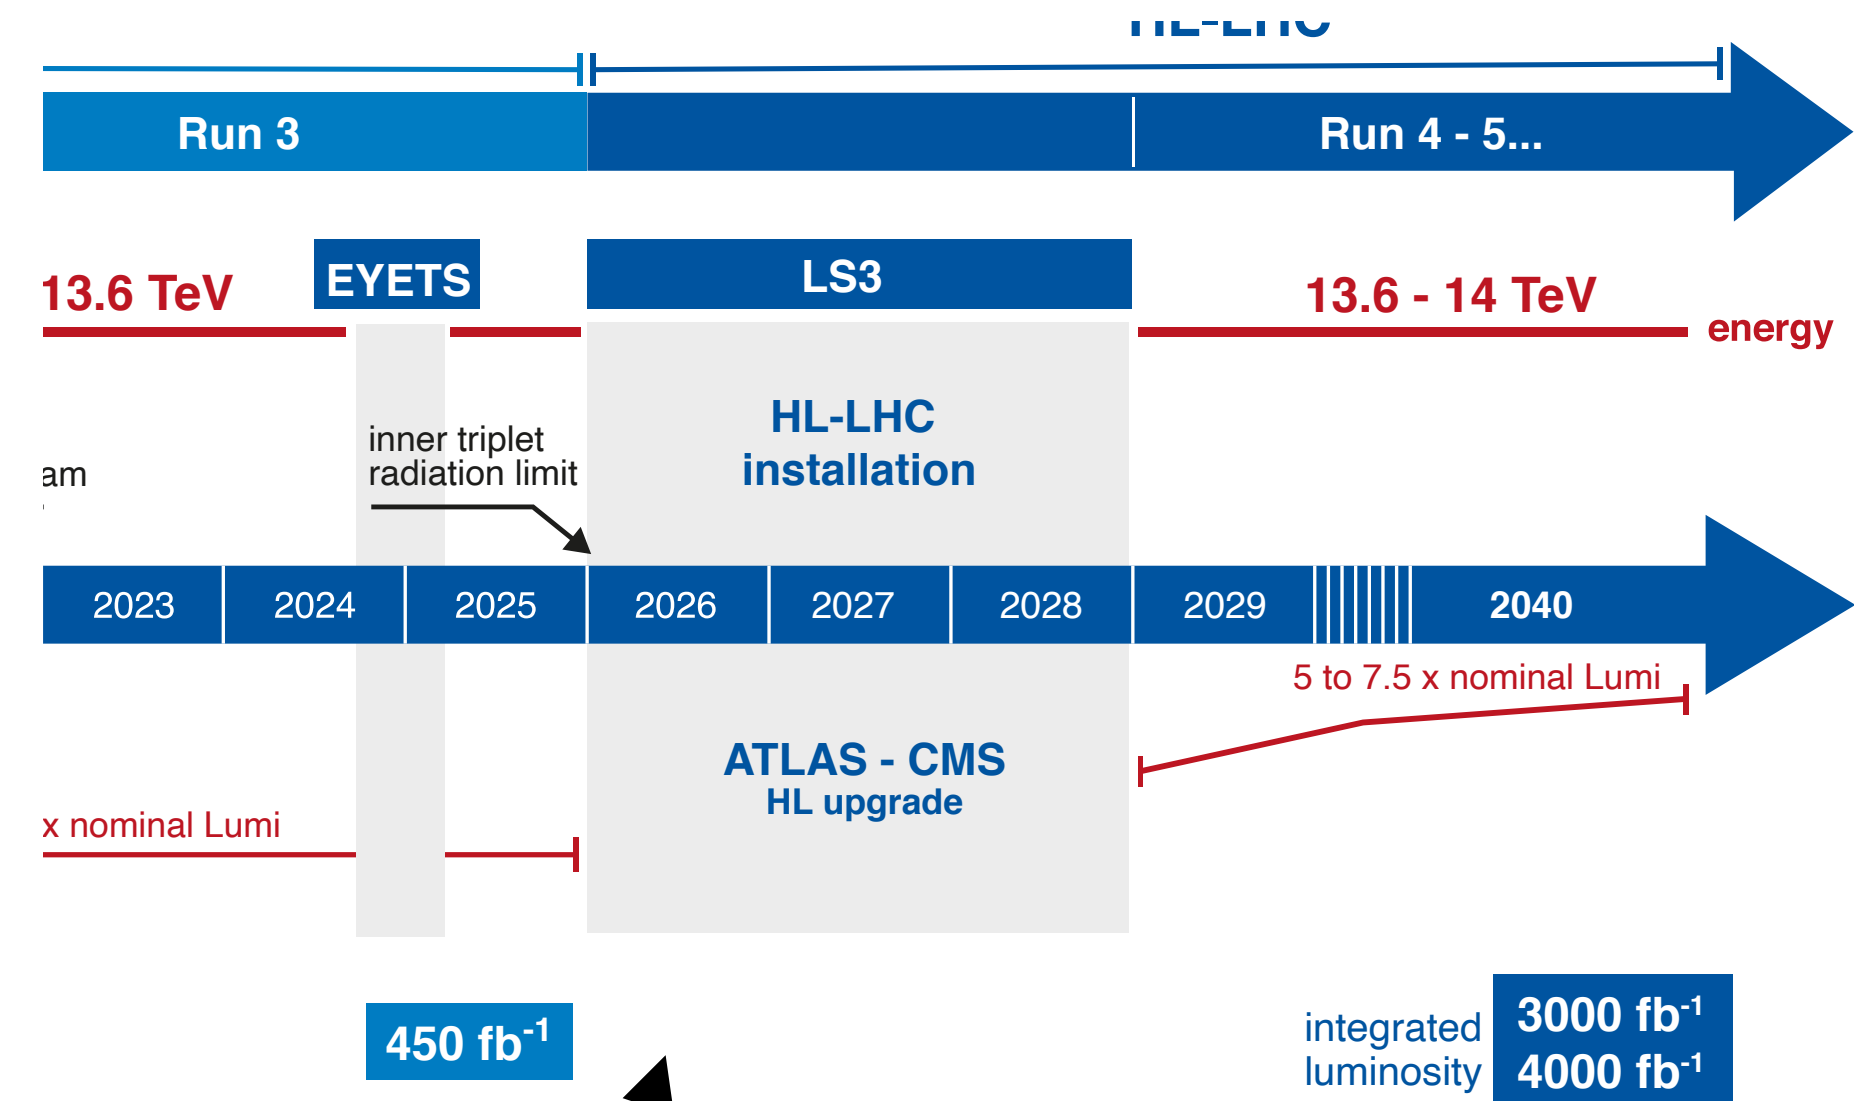 HL-LHC
Run 3
Run 4 - 5...
EYETS
LS3
13.6 TeV
13.6 - 14 TeV
energy
HL-LHC
installation
inner triplet
radiation limit
am
2023 2024 2025 2026 2027 2028 2029 2040
5 to 7.5 x nominal Lumi
ATLAS - CMS
HL upgrade
x nominal Lumi
450 fb-1
integrated
luminosity
3000 fb-1
4000 fb-1